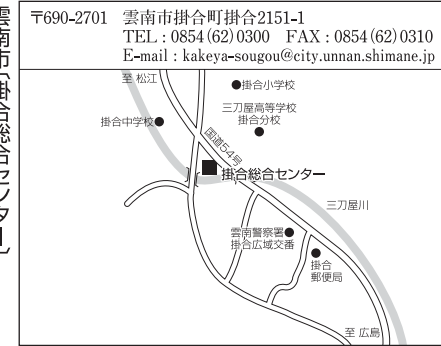 雲南市〔掛合総合センター〕
〒690-2701 雲南市掛合町掛合2151-1
TEL : 0854(62)0300 FAX : 0854(62)0310
E-mail : kakeya-sougou@city.unnan.shimane.jp
至 松江
掛合小学校
三刀屋高等学校
掛合分校
掛合中学校
国道54号
掛合総合センター
三刀屋川
雲南警察署
掛合広域交番
掛合
郵便局
至 広島